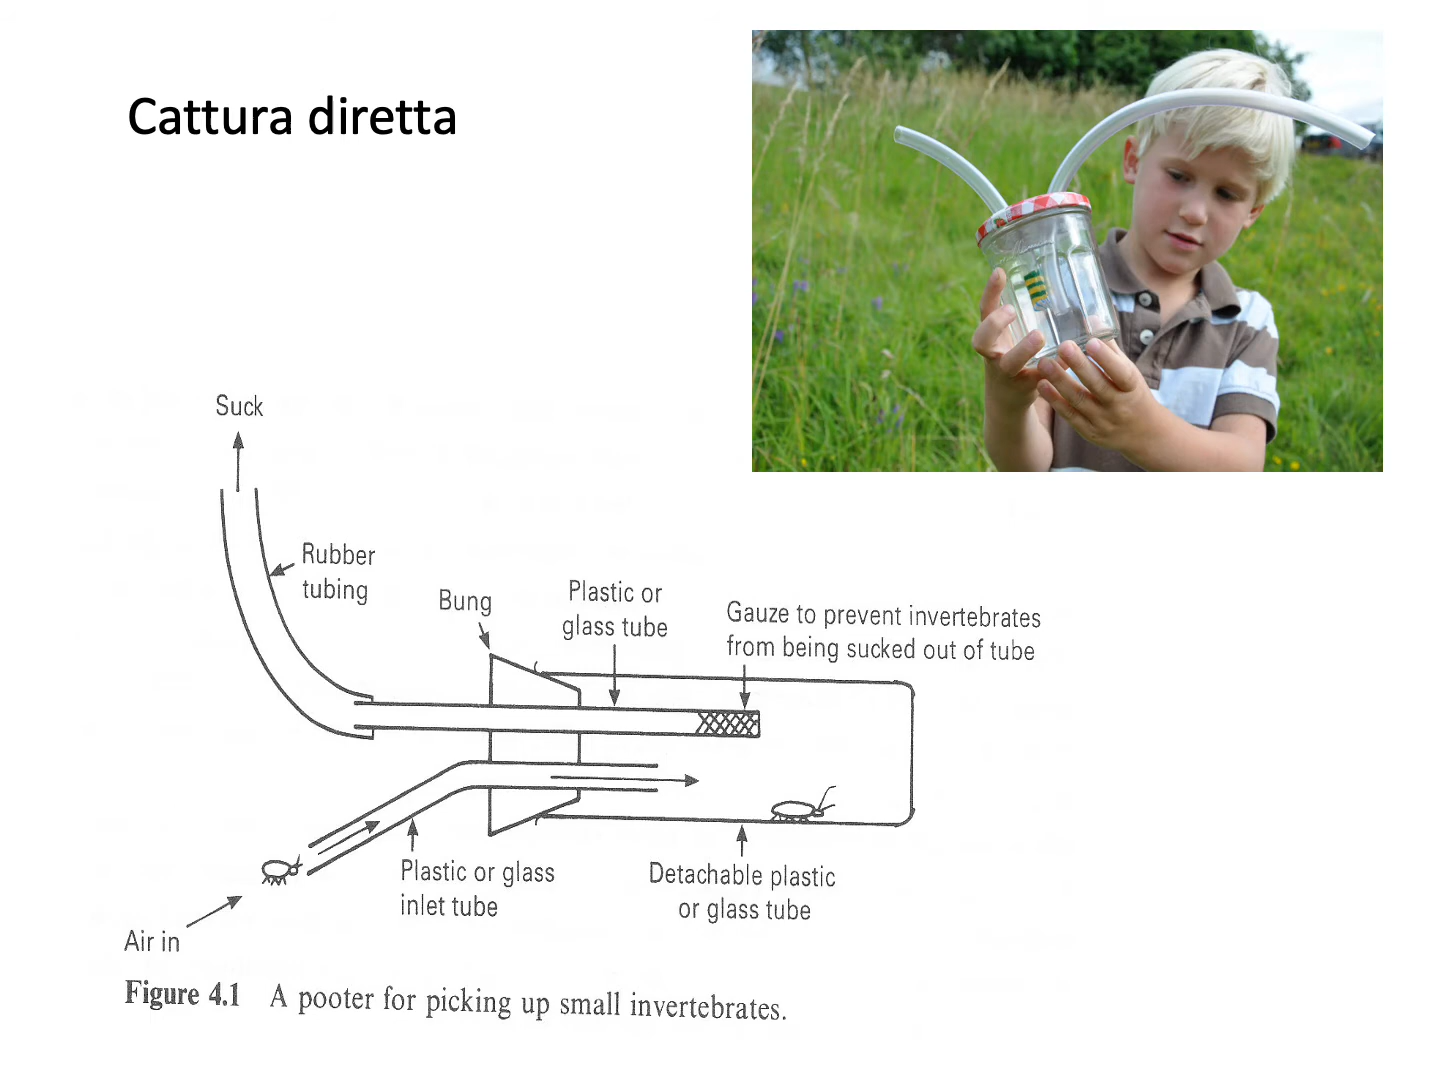 Cattura diretta
Suck
Rubber
tubing
Bung
Plastic or
glass tube
Gauze to prevent invertebrates
from being sucked out of tube
Plastic or glass
inlet tube
Detachable plastic
or glass tube
Air in
Figure 4.1 A pooter for picking up small invertebrates.